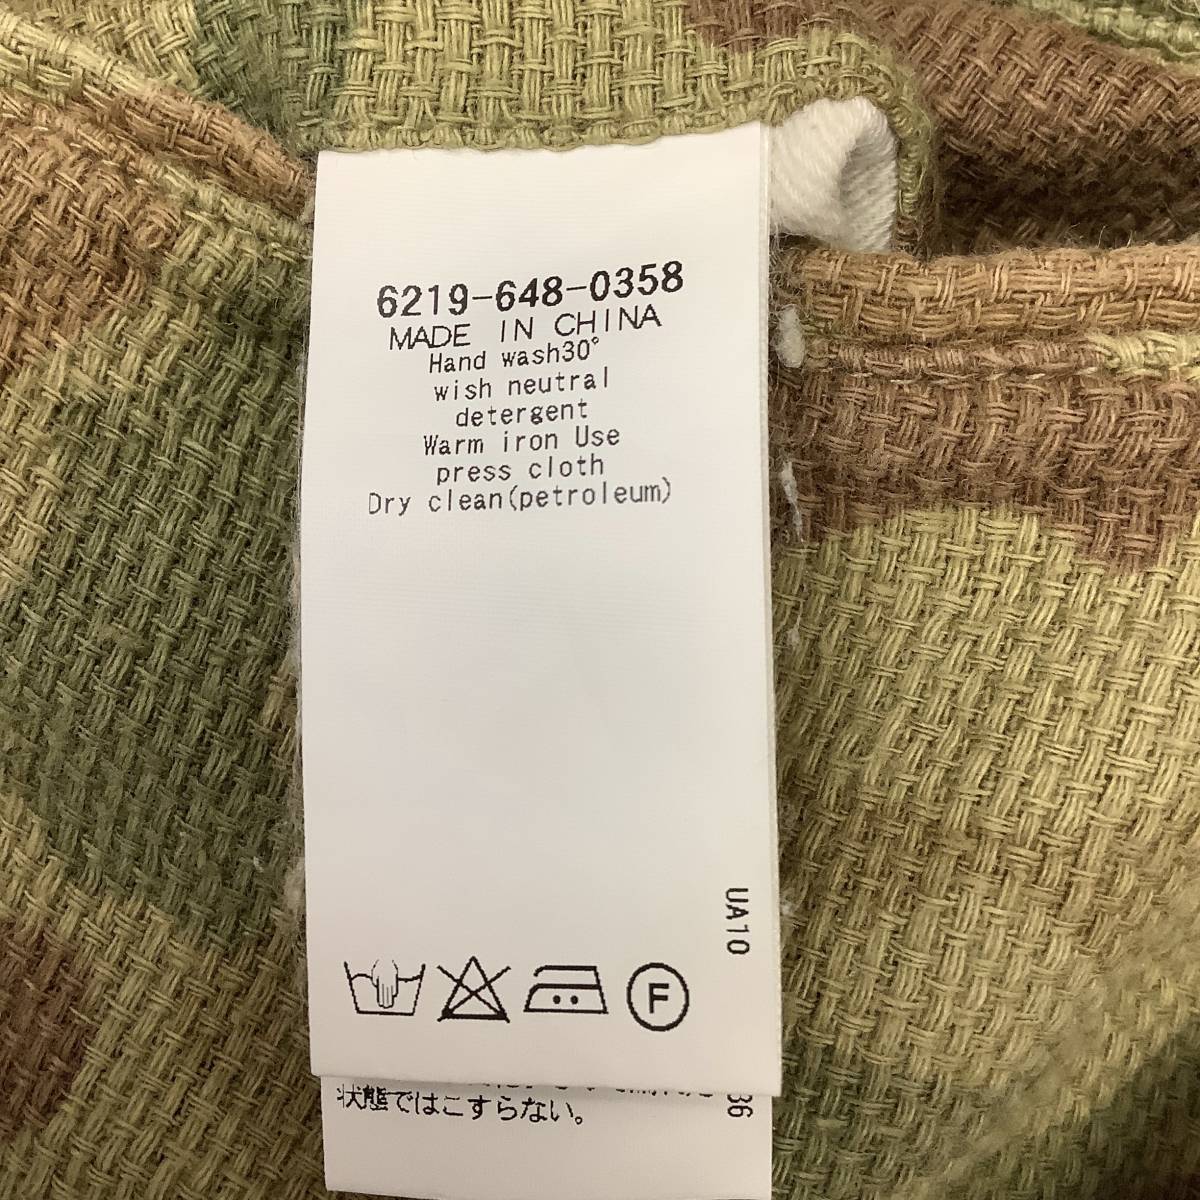 6219-648-0358
MADE IN CHINA
Hand wash30°
wish neutral
detergent
Warm iron Use
press cloth
Dry clean(petroleum)
UA10
F
状態ではこすらない。
36